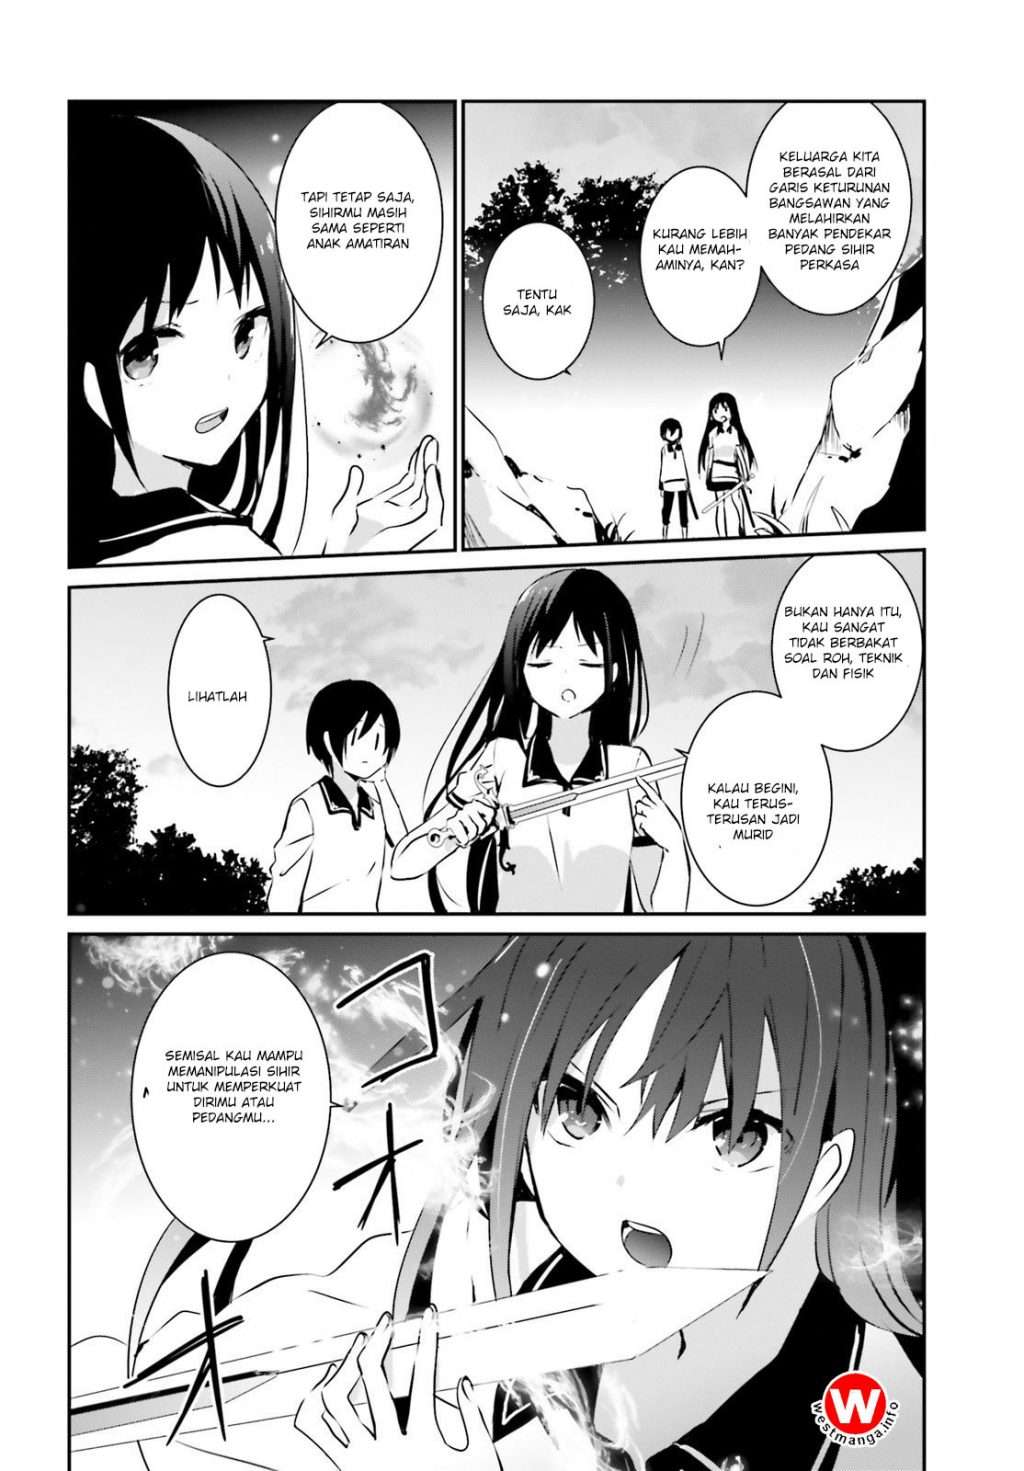 KELUARGA KITA
BERASAL DARI
GARIS KETURUNAN
BANGSAWAN YANG
MELAHIRKAN
BANYAK PENDEKAR
PEDANG SIHIR
PERKASA
KURANG LEBIH
KAU MEMAH-
AMINYA, KAN?
TENTU
SAJA, KAK
TAPI TETAP SAJA,
SIHIRMU MASIH
SAMA SEPERTI
ANAK AMATIRAN
BUKAN HANYA ITU,
KAU SANGAT
TIDAK BERBAKAT
SOAL ROH, TEKNIK
DAN FISIK
KALAU BEGINI,
KAU TERUS-
TERUSAN JADI
MURID
LIHATLAH
SEMISAL KAU MAMPU
MEMANIPULASI SIHIR
UNTUK MEMPERKUAT
DIRIMU ATAU
PEDANGMU...
コオオ
W
westmanga.info